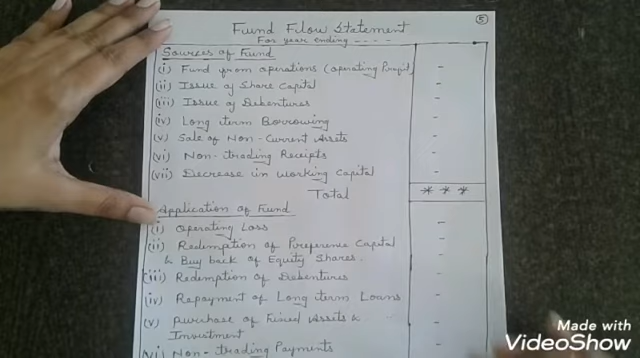 5
Fund Flow Statement
For year ending - - - -
Sources of Fund
(i) Fund from operations (operating Profit) -
(ii) Issue of Share Capital -
(iii) Issue of Debentures -
(iv) Long term Borrowing -
(v) Sale of Non-Current Assets -
(vi) Non-trading Receipts -
(vii) Decrease in working Capital -
Total ***
Application of Fund
(i) Operating Loss -
(ii) Redemption of Preference Capital -
& Buy back of Equity Shares.
(iii) Redemption of Debentures -
(iv) Repayment of Long term Loans -
(v) Purchase of Fixed Assets & -
Investment
(vi) Non-trading Payments -
Made with
VideoShow